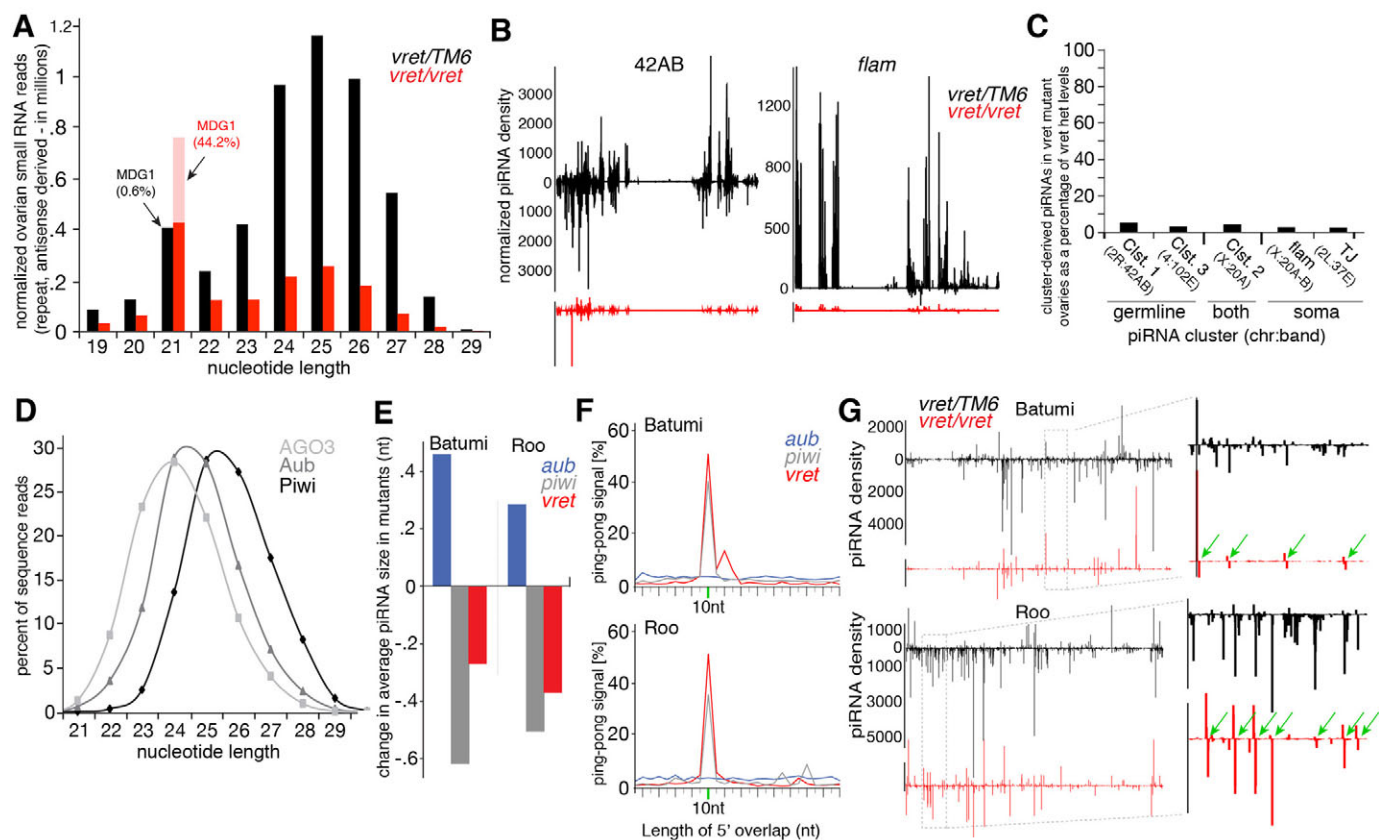 A
normalized ovarian small RNA reads
(repeat, antisense derived - in millions)
1.2
1
.8
.6
.4
.2
0
vret/TM6
vret/vret
MDG1
(44.2%)
MDG1
(0.6%)
19 20 21 22 23 24 25 26 27 28 29
nucleotide length
B
42AB
flam
vret/TM6
vret/vret
normalized piRNA density
3000
2000
1000
0
1000
2000
3000
1200
800
500
0
C
cluster-derived piRNAs in vret mutant
ovaries as a percentage of vret het levels
100
80
60
40
20
0
Clst. 1
(2R:42AB)
Clst. 3
(4:102E)
Clst. 2
(X:20A)
flam
(X:20A-B)
TJ
(2L:37E)
germline both soma
piRNA cluster (chr:band)
D
percent of sequence reads
30
25
20
15
10
5
0
AGO3
Aub
Piwi
21 22 23 24 25 26 27 28 29
nucleotide length
E
change in average piRNA size in mutants (nt)
Batumi
Roo
aub
piwi
vret
.4
.2
0
-.2
-.4
-.6
F
Batumi
ping-pong signal [%]
60
40
20
0
aub
piwi
vret
10nt
Roo
ping-pong signal [%]
60
40
20
0
10nt
Length of 5' overlap (nt)
G
vret/TM6
vret/vret
Batumi
piRNA density
2000
0
2000
4000
Roo
piRNA density
1000
0
1000
3000
5000